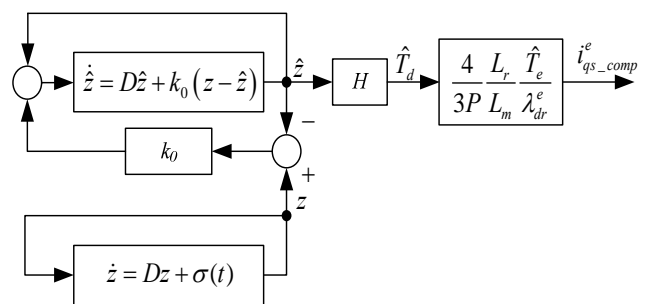 ż̂ = Dẑ + k₀(z − ẑ)
ẑ
H
T̂_d
4/3P L_r/L_m T̂_e/λ^e_dr
i^e_qs_comp
−
k₀
+
z
ż = Dz + σ(t)